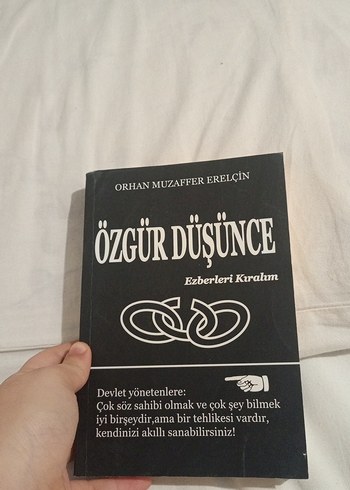 ORHAN MUZAFFER ERELÇİN
ÖZGÜR DÜŞÜNCE
Ezberleri Kıralım
Devlet yönetenlere:
Çok söz sahibi olmak ve çok şey bilmek
iyi birşeydir,ama bir tehlikesi vardır,
kendinizi akıllı sanabilirsiniz!